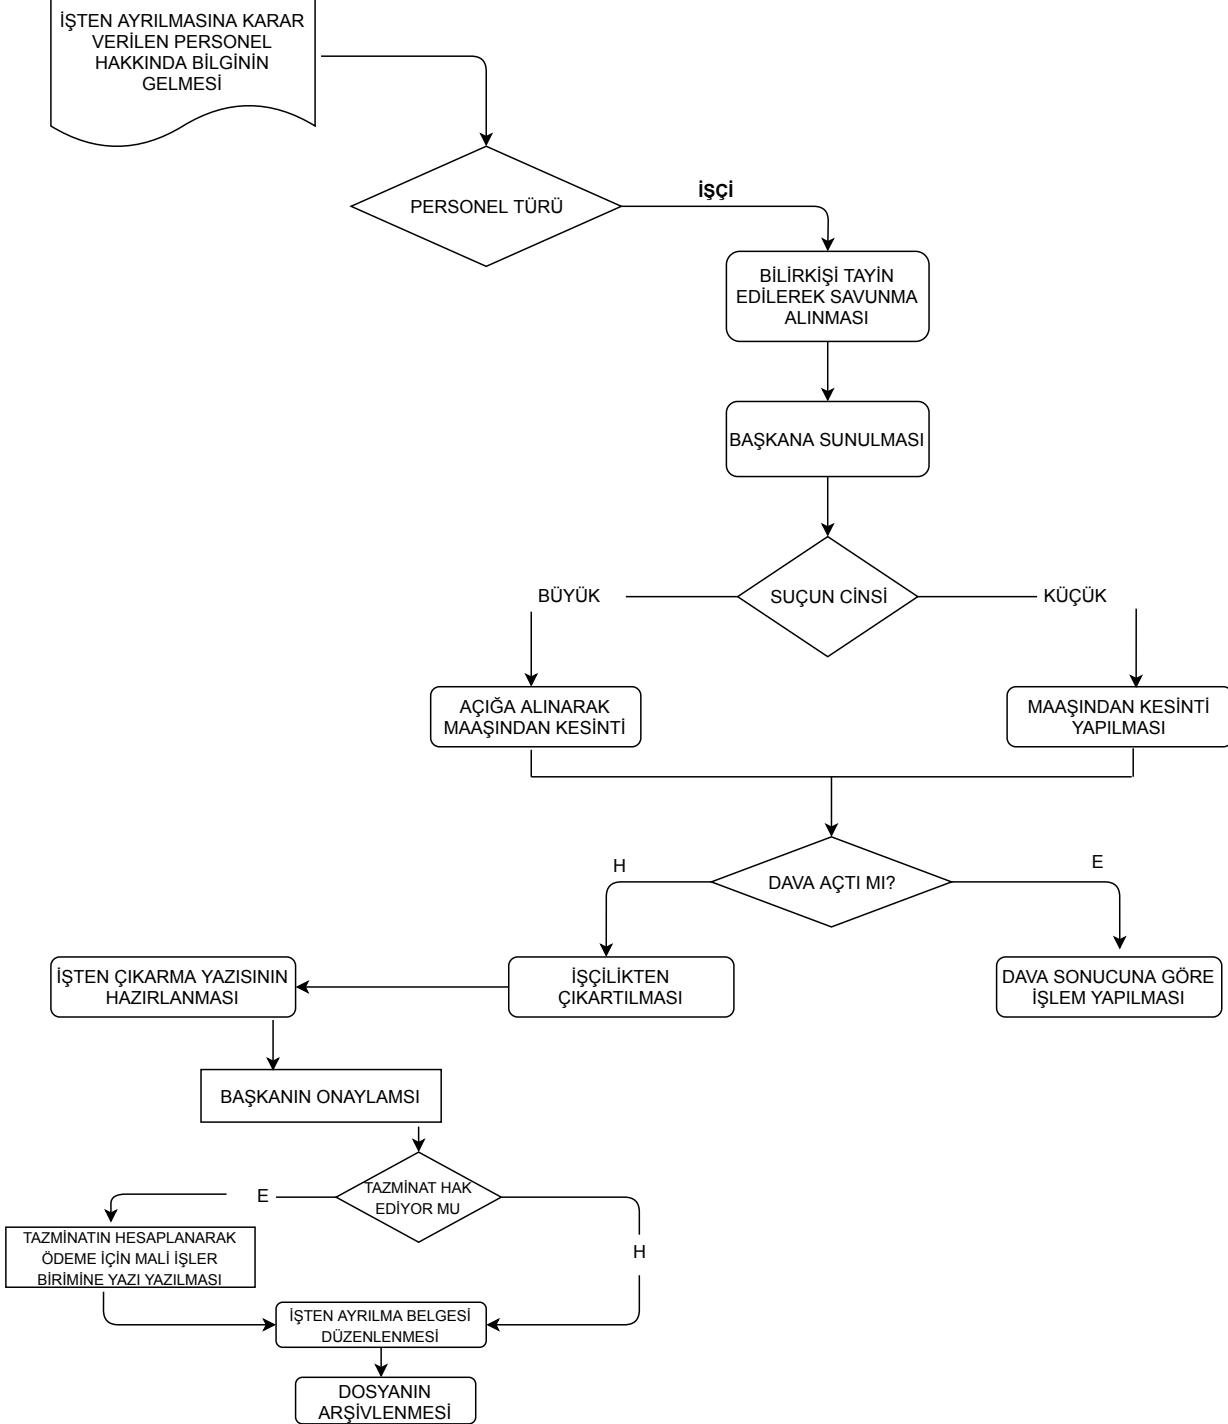 İŞTEN AYRILMASINA KARAR
VERİLEN PERSONEL
HAKKINDA BİLGİNİN
GELMESİ
PERSONEL TÜRÜ
İŞÇİ
BİLİRKİŞİ TAYİN
EDİLEREK SAVUNMA
ALINMASI
BAŞKANA SUNULMASI
BÜYÜK
SUÇUN CİNSİ
KÜÇÜK
AÇIĞA ALINARAK
MAAŞINDAN KESİNTİ
MAAŞINDAN KESİNTİ
YAPILMASI
H
DAVA AÇTI MI?
E
İŞTEN ÇIKARMA YAZISININ
HAZIRLANMASI
İŞÇİLİKTEN
ÇIKARTILMASI
DAVA SONUCUNA GÖRE
İŞLEM YAPILMASI
BAŞKANIN ONAYLAMSI
E
TAZMİNAT HAK
EDİYOR MU
H
TAZMİNATIN HESAPLANARAK
ÖDEME İÇİN MALİ İŞLER
BİRİMİNE YAZI YAZILMASI
İŞTEN AYRILMA BELGESİ
DÜZENLENMESİ
DOSYANIN
ARŞİVLENMESİ